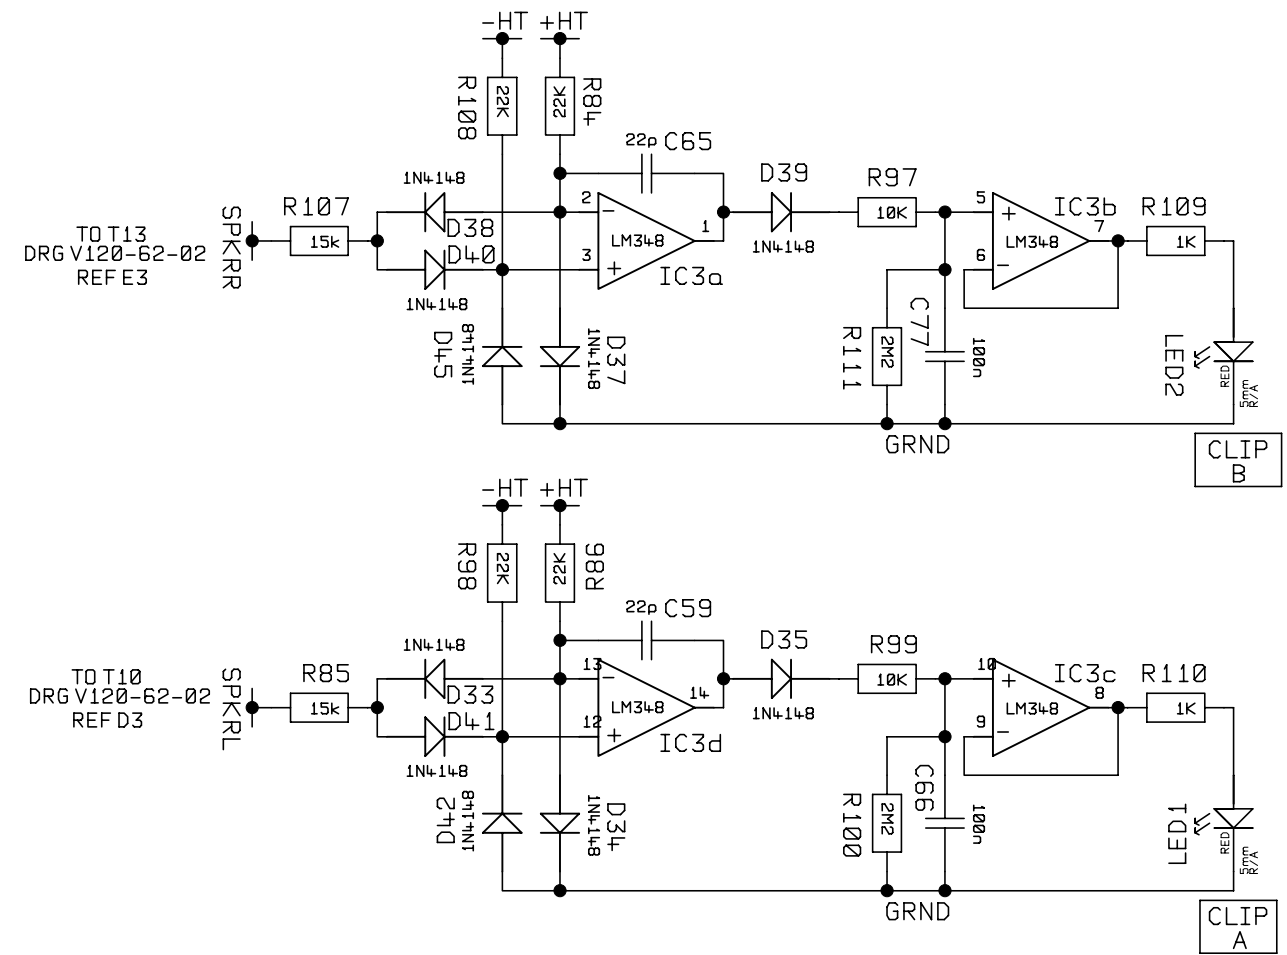 -HT
+HT
R108
22K
22K
R84
22p
C65
1N4148
D38
D40
1N4148
SPKRR
R107
15k
TO T13
DRG V120-62-02
REF E3
2
3
-
+
LM348
1
IC3a
D39
1N4148
R97
10K
5
6
+
-
LM348
IC3b
7
R109
1K
D45
1N4148
1N4148
D37
R111
2M2
C77
100n
LED2
RED
5mm
R/A
GRND
CLIP
B
-HT
+HT
R98
22K
22K
R86
22p
C59
1N4148
D33
D41
1N4148
SPKRL
R85
15k
TO T10
DRG V120-62-02
REF D3
13
12
-
+
LM348
14
IC3d
D35
1N4148
R99
10K
10
9
+
-
LM348
IC3c
8
R110
1K
D42
1N4148
1N4148
D34
R100
2M2
C66
100n
LED1
RED
5mm
R/A
GRND
CLIP
A